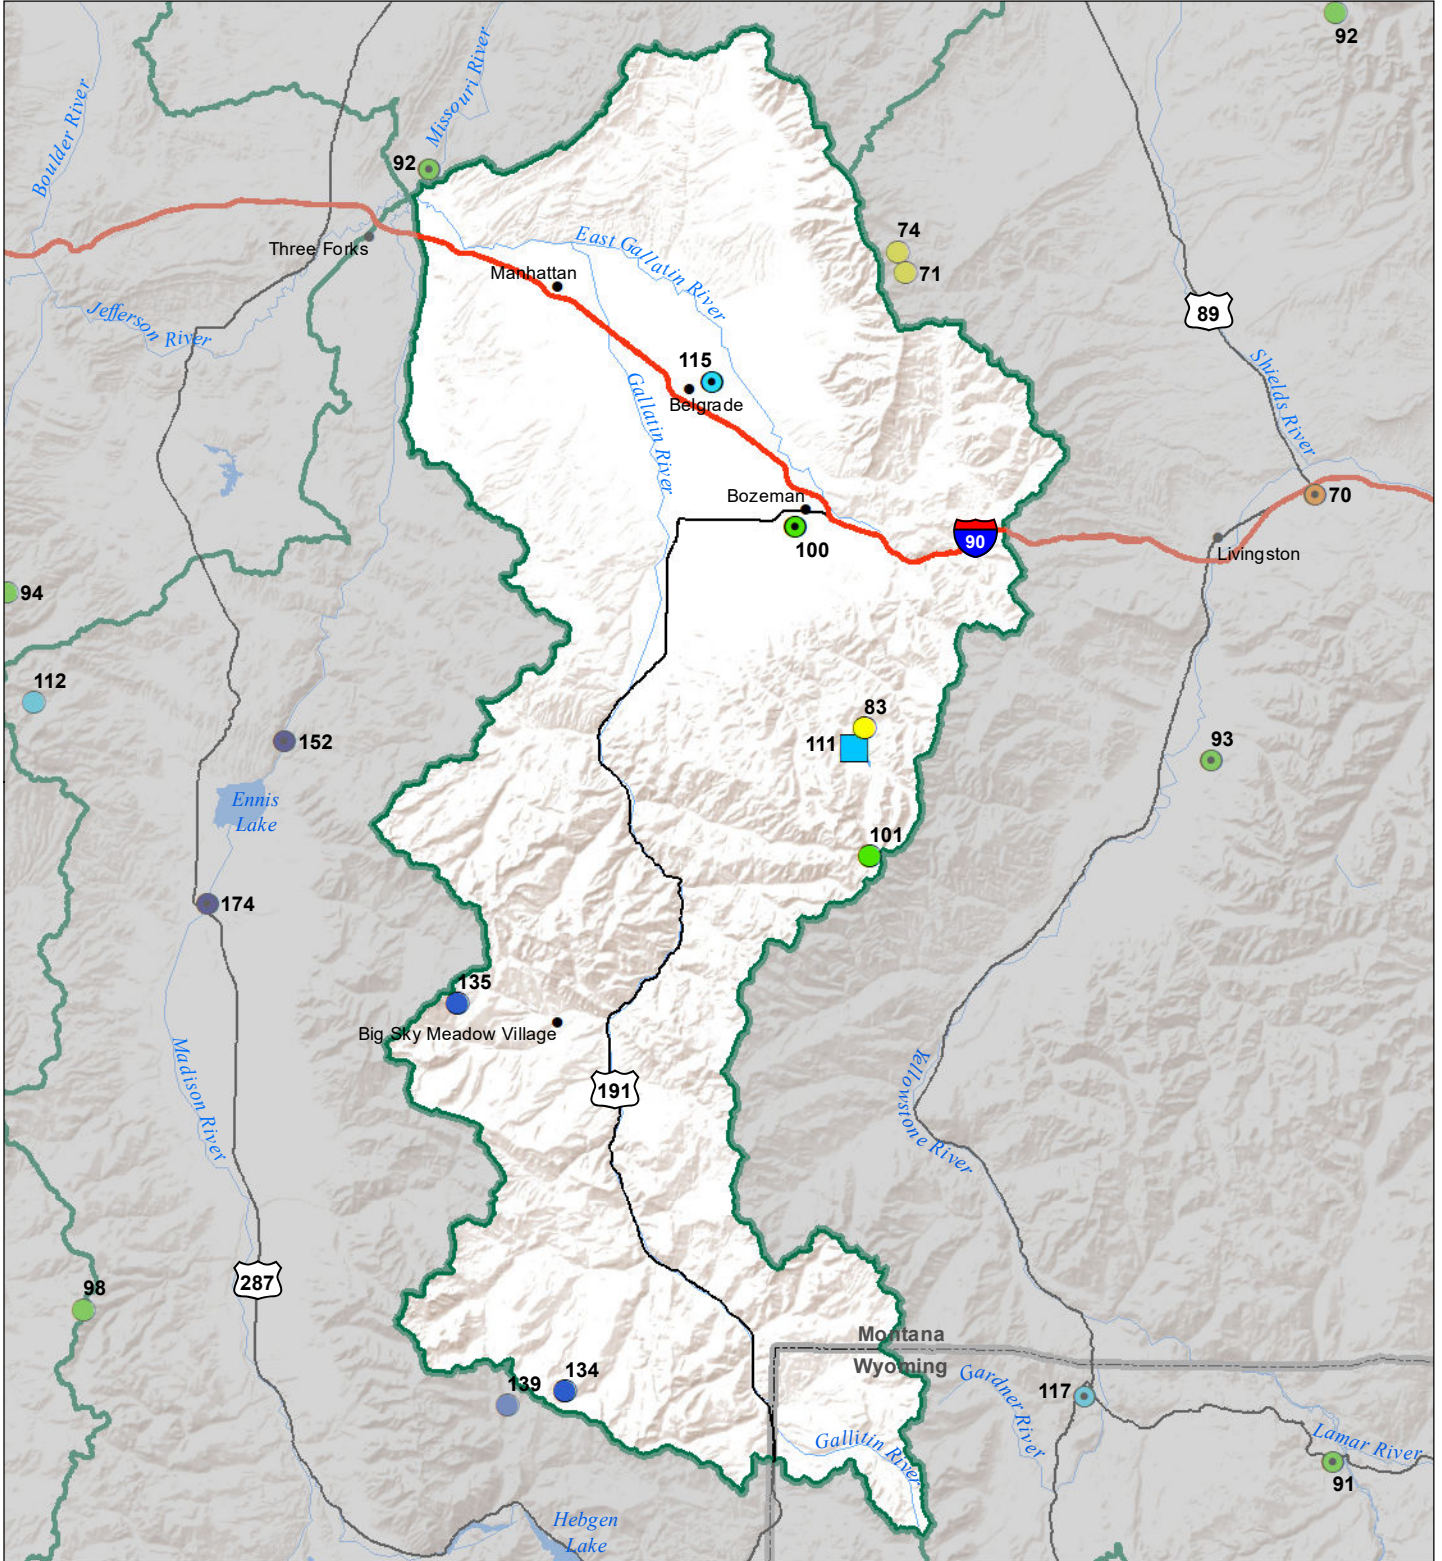 92
Missouri River
Boulder River
92
Three Forks
74
71
East Gallatin River
Manhattan
89
Jefferson River
115
Belgrade
Gallatin River
Shields River
Bozeman
100
90
70
Livingston
94
112
152
83
111
93
Ennis
Lake
101
174
135
Big Sky Meadow Village
Madison River
191
Yellowstone River
287
98
Montana
Wyoming
139
134
Gardner River
117
Gallitin River
Lamar River
91
Hebgen
Lake